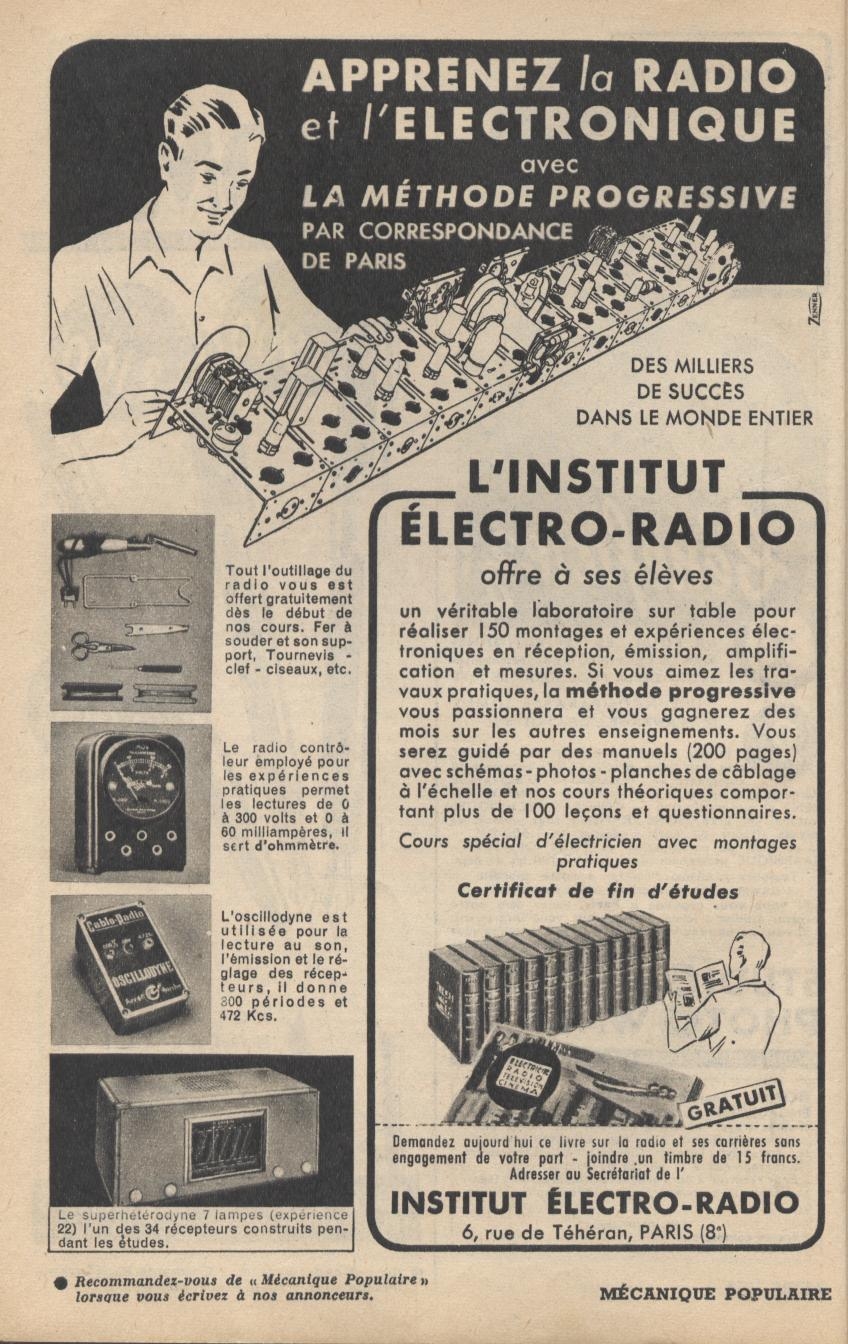 APPRENEZ la RADIO
et l'ELECTRONIQUE
avec
LA MÉTHODE PROGRESSIVE
PAR CORRESPONDANCE
DE PARIS
ZEHNER
DES MILLIERS
DE SUCCÈS
DANS LE MONDE ENTIER
Tout l'outillage du
radio vous est
offert gratuitement
dès le début de
nos cours. Fer à
souder et son sup-
port, Tournevis -
clef - ciseaux, etc.
Le radio contrô-
leur employé pour
les expériences
pratiques permet
les lectures de 0
à 300 volts et 0 à
60 milliampères, il
sert d'ohmmètre.
Cablo-Radio
OSCILLODYNE
L'oscillodyne est
utilisée pour la
lecture au son,
l'émission et le ré-
glage des récep-
teurs, il donne
800 périodes et
472 Kcs.
Le superhétérodyne 7 lampes (expérience
22) l'un des 34 récepteurs construits pen-
dant les études.
L'INSTITUT
ÉLECTRO-RADIO
offre à ses élèves
un véritable laboratoire sur table pour
réaliser 150 montages et expériences élec-
troniques en réception, émission, amplifi-
cation et mesures. Si vous aimez les tra-
vaux pratiques, la méthode progressive
vous passionnera et vous gagnerez des
mois sur les autres enseignements. Vous
serez guidé par des manuels (200 pages)
avec schémas - photos - planches de câblage
à l'échelle et nos cours théoriques compor-
tant plus de 100 leçons et questionnaires.
Cours spécial d'électricien avec montages
pratiques
Certificat de fin d'études
ELECTRICITE
RADIO
TELEVISION
CINEMA
GRATUIT
Demandez aujourd'hui ce livre sur la radio et ses carrières sans
engagement de votre part - joindre un timbre de 15 francs.
Adresser au Secrétariat de l'
INSTITUT ÉLECTRO-RADIO
6, rue de Téhéran, PARIS (8e)
● Recommandez-vous de « Mécanique Populaire »
lorsque vous écrivez à nos annonceurs.
MÉCANIQUE POPULAIRE